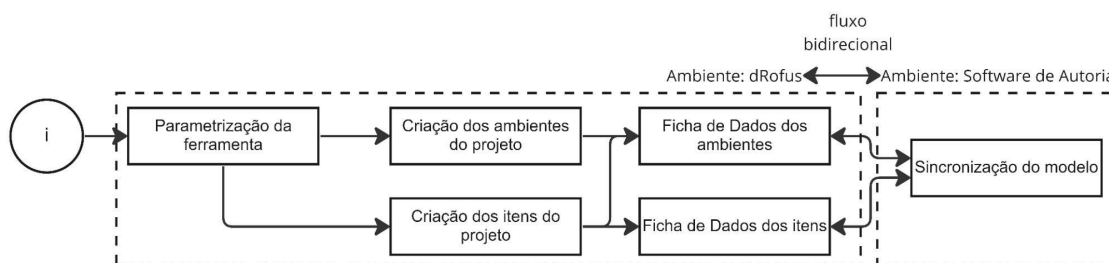 fluxo
bidirecional
Ambiente: dRofus
Ambiente: Software de Autoria
i
Parametrização da
ferramenta
Criação dos ambientes
do projeto
Ficha de Dados dos
ambientes
Sincronização do modelo
Criação dos itens do
projeto
Ficha de Dados dos itens